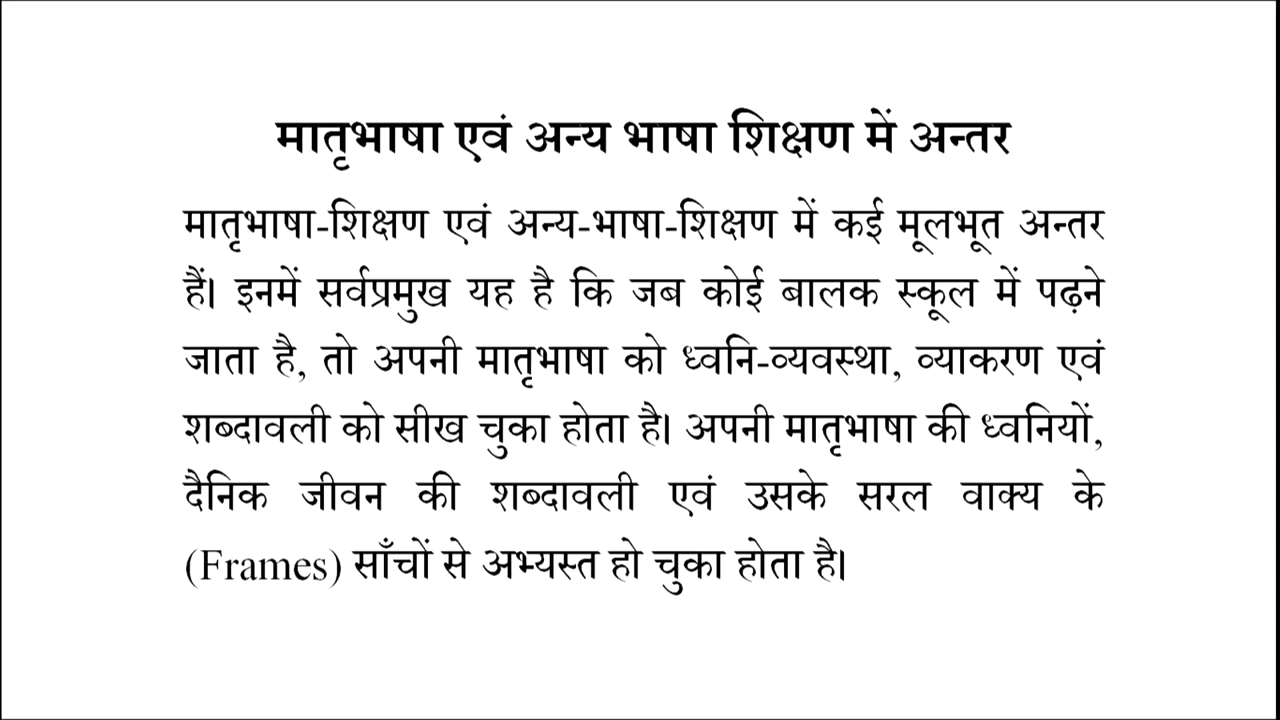 मातृभाषा एवं अन्य भाषा शिक्षण में अन्तर
मातृभाषा-शिक्षण एवं अन्य-भाषा-शिक्षण में कई मूलभूत अन्तर
हैं। इनमें सर्वप्रमुख यह है कि जब कोई बालक स्कूल में पढ़ने
जाता है, तो अपनी मातृभाषा को ध्वनि-व्यवस्था, व्याकरण एवं
शब्दावली को सीख चुका होता है। अपनी मातृभाषा की ध्वनियों,
दैनिक जीवन की शब्दावली एवं उसके सरल वाक्य के
(Frames) साँचों से अभ्यस्त हो चुका होता है।